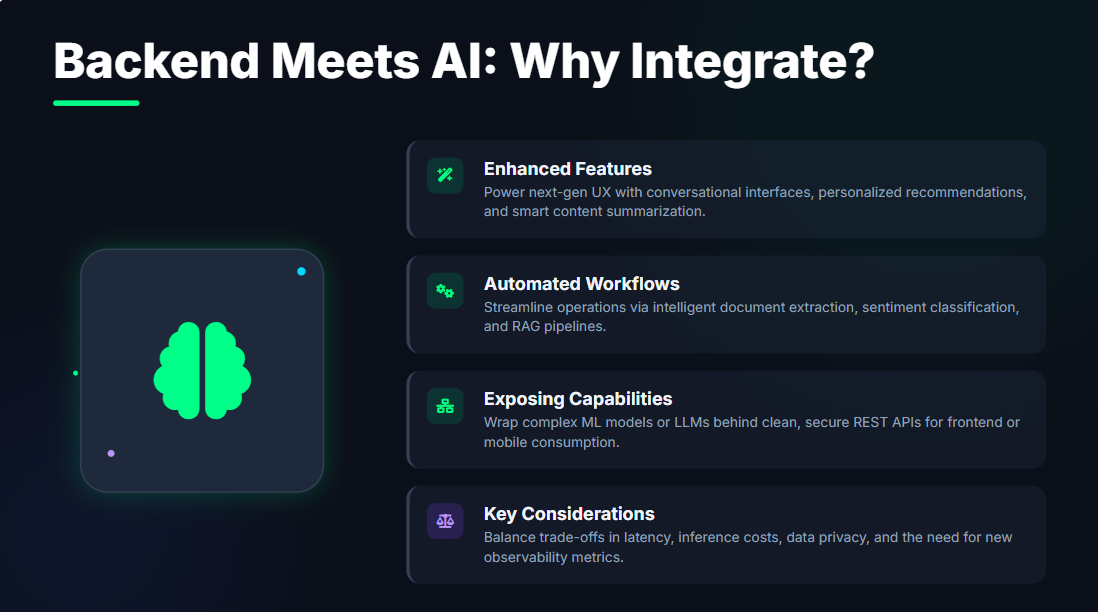 Backend Meets AI: Why Integrate?
Enhanced Features
Power next-gen UX with conversational interfaces, personalized recommendations,
and smart content summarization.
Automated Workflows
Streamline operations via intelligent document extraction, sentiment classification,
and RAG pipelines.
Exposing Capabilities
Wrap complex ML models or LLMs behind clean, secure REST APIs for frontend or
mobile consumption.
Key Considerations
Balance trade-offs in latency, inference costs, data privacy, and the need for new
observability metrics.